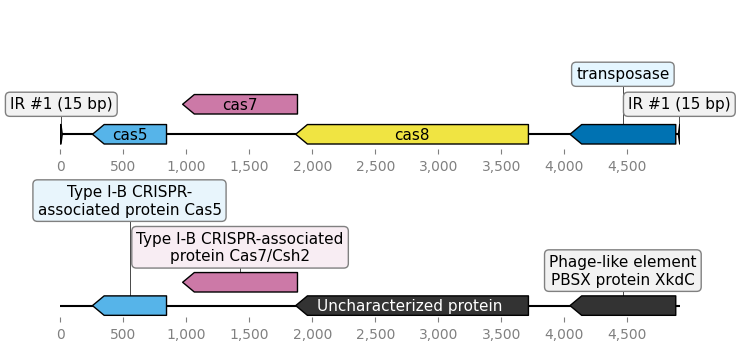 transposase
IR #1 (15 bp)
cas7
IR #1 (15 bp)
cas5
cas8
0 500 1,000 1,500 2,000 2,500 3,000 3,500 4,000 4,500
Type I-B CRISPR-
associated protein Cas5
Type I-B CRISPR-associated
protein Cas7/Csh2
Phage-like element
PBSX protein XkdC
Uncharacterized protein
0 500 1,000 1,500 2,000 2,500 3,000 3,500 4,000 4,500